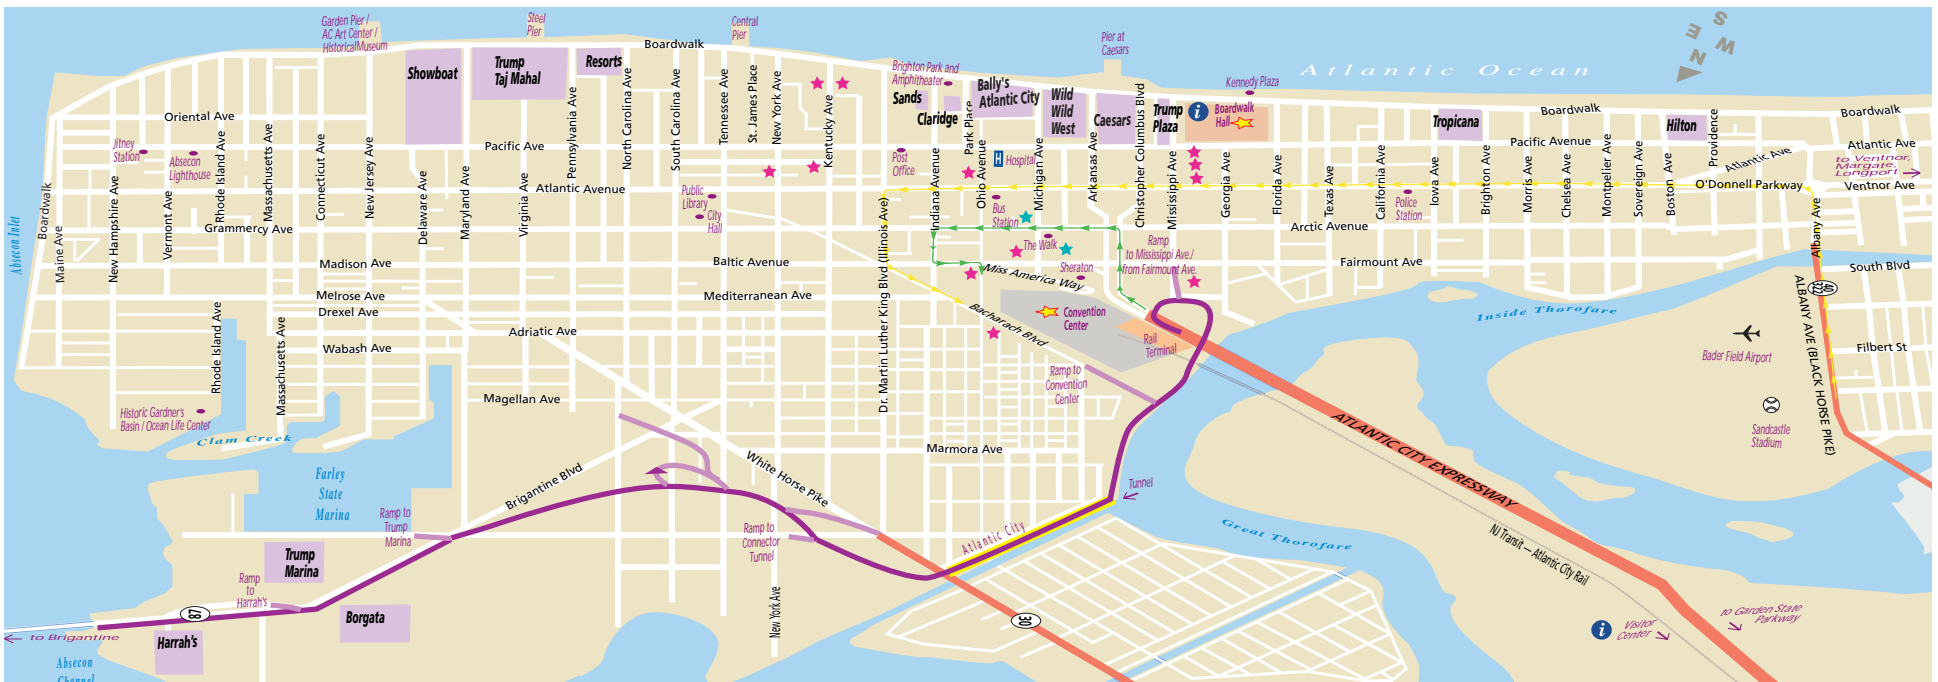 Garden Pier /
AC Art Center /
HistoricalMuseum
Steel
Pier
Central
Pier
Pier at
Caesars
S
W
E
N
Atlantic Ocean
Boardwalk
Showboat
Trump
Taj Mahal
Resorts
Brighton Park and
Amphitheater
Sands
Claridge
Bally's
Atlantic City
Wild
Wild
West
Caesars
Trump
Plaza
i
Boardwalk
Hall
Kennedy Plaza
Tropicana
Boardwalk
Hilton
Boardwalk
Oriental Ave
Pacific Ave
Pacific Avenue
Atlantic Ave
Atlantic Ave
to Ventnor,
Margate
Longport
Ventnor Ave
O'Donnell Parkway
Jitney
Station
Absecon
Lighthouse
Post
Office
H
Hospital
Atlantic Avenue
Public
Library
City
Hall
Bus
Station
Police
Station
Absecon Inlet
Boardwalk
Maine Ave
New Hampshire Ave
Vermont Ave
Rhode Island Ave
Massachusetts Ave
Connecticut Ave
New Jersey Ave
Delaware Ave
Maryland Ave
Virginia Ave
Pennsylvania Ave
North Carolina Ave
South Carolina Ave
Tennessee Ave
St. James Place
New York Ave
Kentucky Ave
Dr. Martin Luther King Blvd (Illinois Ave)
Indiana Avenue
Park Place
Ohio Avenue
Michigan Ave
Arkansas Ave
Christopher Columbus Blvd
Mississippi Ave
Georgia Ave
Florida Ave
Texas Ave
California Ave
Iowa Ave
Brighton Ave
Morris Ave
Chelsea Ave
Montpelier Ave
Sovereign Ave
Boston Ave
Providence
Albany Ave
Grammercy Ave
Arctic Avenue
The Walk
Ramp
to Mississippi Ave./
from Fairmount Ave.
Madison Ave
Baltic Avenue
Miss America Way
Sheraton
Fairmount Ave
South Blvd
Melrose Ave
Mediterranean Ave
Drexel Ave
Bacharach Blvd
Convention
Center
Inside Thorofare
40
322
ALBANY AVE (BLACK HORSE PIKE)
Adriatic Ave
Wabash Ave
Rail
Terminal
Bader Field Airport
Filbert St
Rhode Island Ave
Massachusetts Ave
Ramp to
Convention
Center
Magellan Ave
Historic Gardner's
Basin / Ocean Life Center
Clam Creek
Sandcastle
Stadium
ATLANTIC CITY EXPRESSWAY
Marmora Ave
Farley
State
Marina
Brigantine Blvd
White Horse Pike
Tunnel
Ramp to
Trump
Marina
Ramp to
Connector
Tunnel
Atlantic City
Great Thorofare
NJ Transit — Atlantic City Rail
Trump
Marina
Ramp
to
Harrah's
87
Borgata
New York Ave
30
to Garden State
Parkway
i
Visitor
Center
to Brigantine
Harrah's
Absecon
Channel